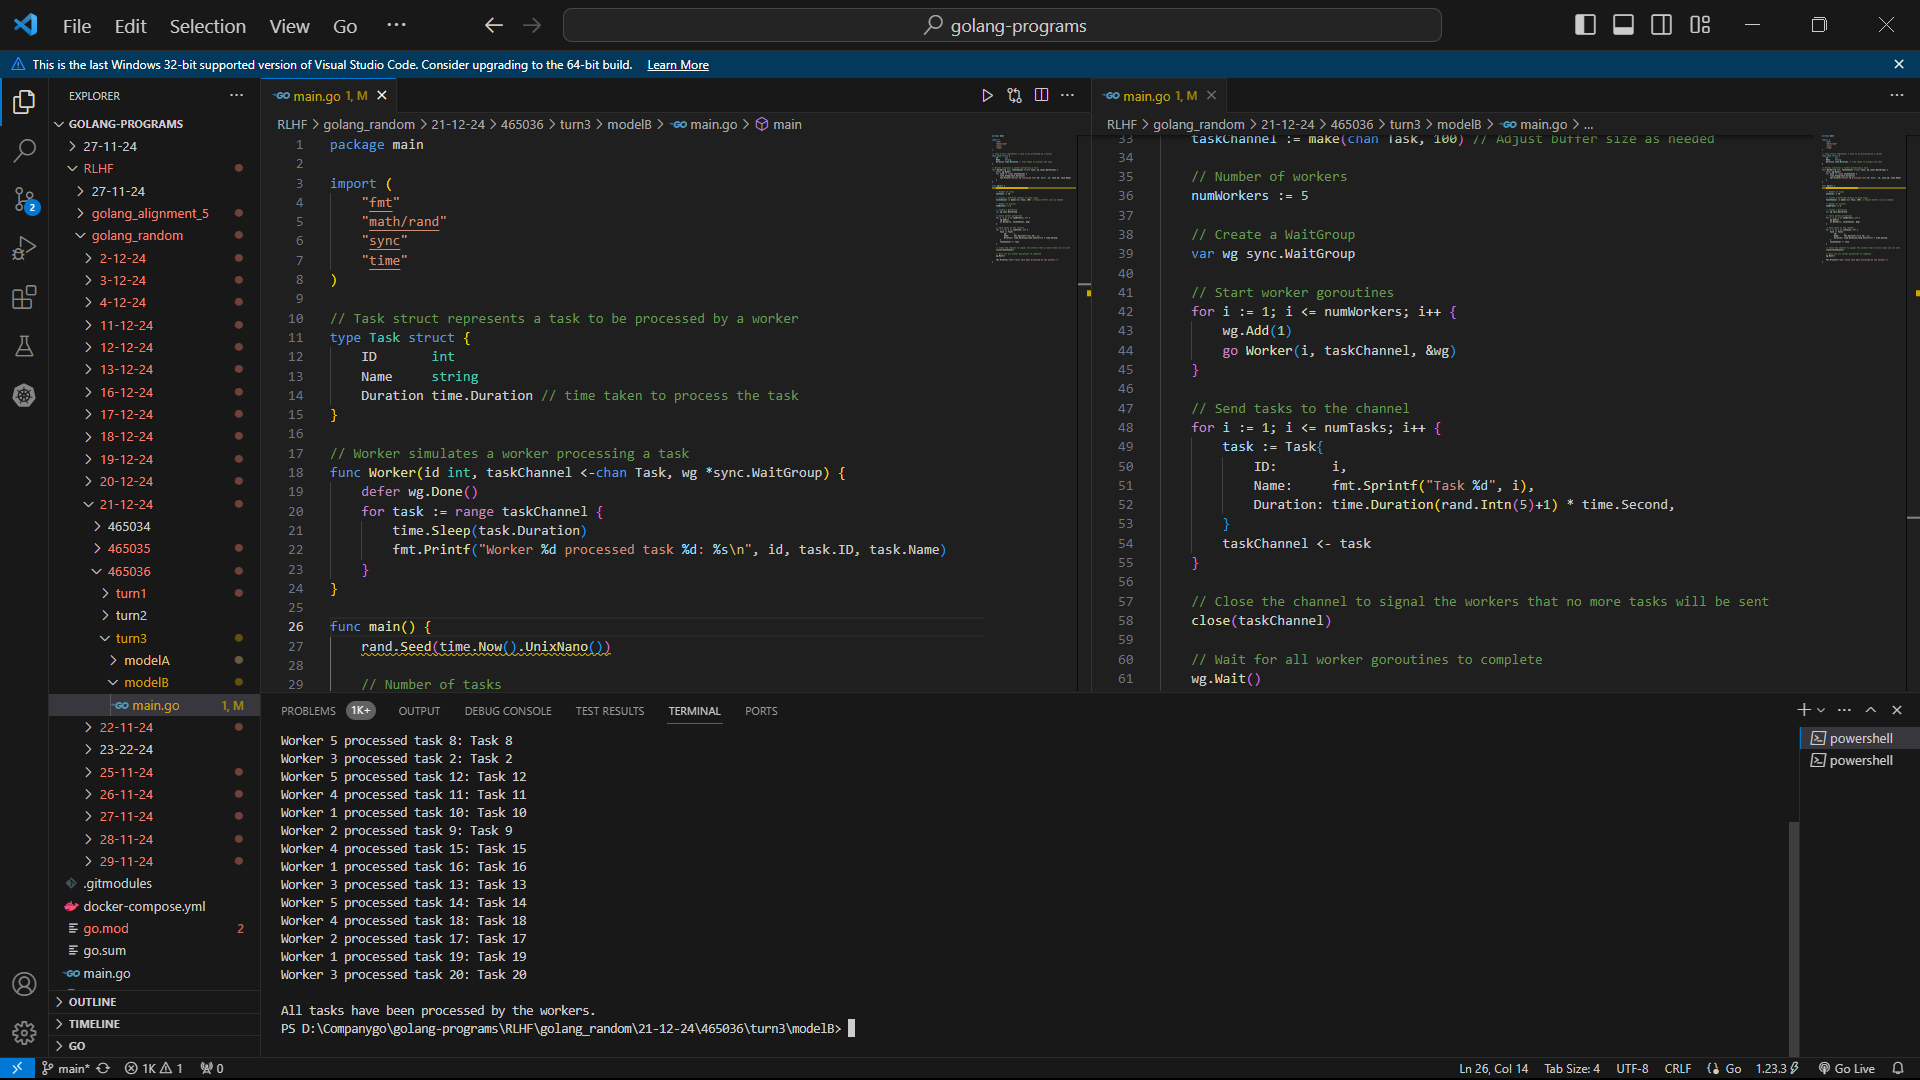 File Edit Selection View Go ···
golang-programs
This is the last Windows 32-bit supported version of Visual Studio Code. Consider upgrading to the 64-bit build. Learn More
EXPLORER
GOLANG-PROGRAMS
27-11-24
RLHF
27-11-24
golang_alignment_5
golang_random
2-12-24
3-12-24
4-12-24
11-12-24
12-12-24
13-12-24
16-12-24
17-12-24
18-12-24
19-12-24
20-12-24
21-12-24
465034
465035
465036
turn1
turn2
turn3
modelA
modelB
main.go 1, M
22-11-24
23-22-24
25-11-24
26-11-24
27-11-24
28-11-24
29-11-24
.gitmodules
docker-compose.yml
go.mod 2
go.sum
main.go
OUTLINE
TIMELINE
GO
2
main.go 1, M
RLHF > golang_random > 21-12-24 > 465036 > turn3 > modelB > main.go > main
1 package main
2
3 import (
4 "fmt"
5 "math/rand"
6 "sync"
7 "time"
8 )
9
10 // Task struct represents a task to be processed by a worker
11 type Task struct {
12 ID int
13 Name string
14 Duration time.Duration // time taken to process the task
15 }
16
17 // Worker simulates a worker processing a task
18 func Worker(id int, taskChannel <-chan Task, wg *sync.WaitGroup) {
19 defer wg.Done()
20 for task := range taskChannel {
21 time.Sleep(task.Duration)
22 fmt.Printf("Worker %d processed task %d: %s\n", id, task.ID, task.Name)
23 }
24 }
25
26 func main() {
27 rand.Seed(time.Now().UnixNano())
28
29 // Number of tasks
main.go 1, M
RLHF > golang_random > 21-12-24 > 465036 > turn3 > modelB > main.go > ...
33 taskChannel := make(chan Task, 100) // Adjust buffer size as needed
34
35 // Number of workers
36 numWorkers := 5
37
38 // Create a WaitGroup
39 var wg sync.WaitGroup
40
41 // Start worker goroutines
42 for i := 1; i <= numWorkers; i++ {
43 wg.Add(1)
44 go Worker(i, taskChannel, &wg)
45 }
46
47 // Send tasks to the channel
48 for i := 1; i <= numTasks; i++ {
49 task := Task{
50 ID: i,
51 Name: fmt.Sprintf("Task %d", i),
52 Duration: time.Duration(rand.Intn(5)+1) * time.Second,
53 }
54 taskChannel <- task
55 }
56
57 // Close the channel to signal the workers that no more tasks will be sent
58 close(taskChannel)
59
60 // Wait for all worker goroutines to complete
61 wg.Wait()
PROBLEMS 1K+ OUTPUT DEBUG CONSOLE TEST RESULTS TERMINAL PORTS
Worker 5 processed task 8: Task 8
Worker 3 processed task 2: Task 2
Worker 5 processed task 12: Task 12
Worker 4 processed task 11: Task 11
Worker 1 processed task 10: Task 10
Worker 2 processed task 9: Task 9
Worker 4 processed task 15: Task 15
Worker 1 processed task 16: Task 16
Worker 3 processed task 13: Task 13
Worker 5 processed task 14: Task 14
Worker 4 processed task 18: Task 18
Worker 2 processed task 17: Task 17
Worker 1 processed task 19: Task 19
Worker 3 processed task 20: Task 20
All tasks have been processed by the workers.
PS D:\Companygo\golang-programs\RLHF\golang_random\21-12-24\465036\turn3\modelB>
powershell
powershell
main* 1K 1 0 Ln 26, Col 14 Tab Size: 4 UTF-8 CRLF Go 1.23.3 Go Live